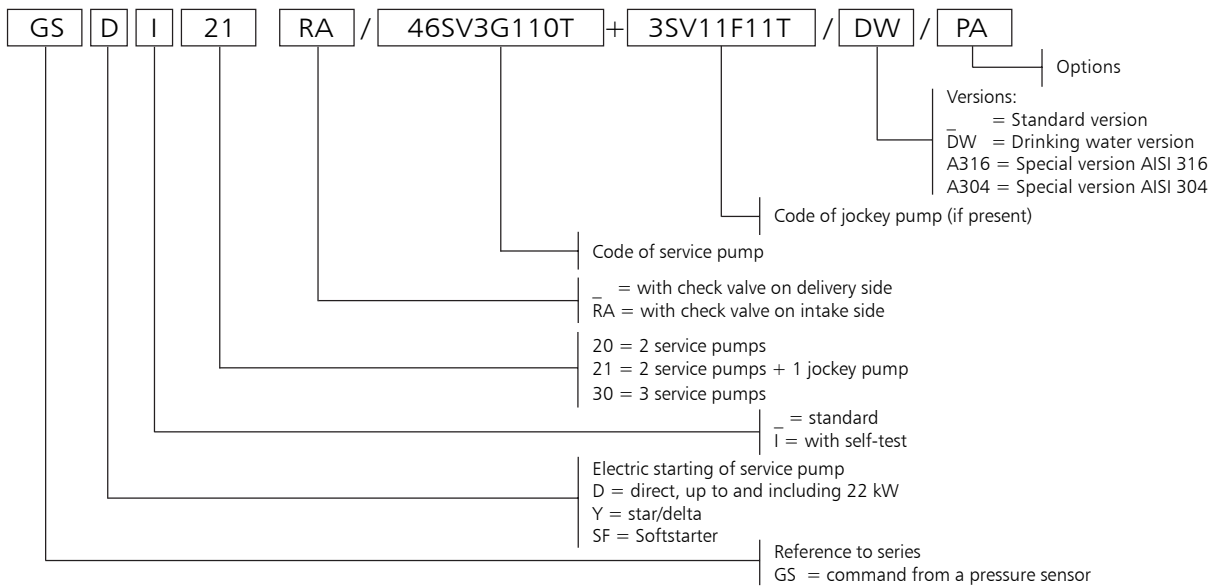 GS D I 21 RA / 46SV3G110T + 3SV11F11T / DW / PA
Options
Versions:
_ = Standard version
DW = Drinking water version
A316 = Special version AISI 316
A304 = Special version AISI 304
Code of jockey pump (if present)
Code of service pump
_ = with check valve on delivery side
RA = with check valve on intake side
20 = 2 service pumps
21 = 2 service pumps + 1 jockey pump
30 = 3 service pumps
_ = standard
I = with self-test
Electric starting of service pump
D = direct, up to and including 22 kW
Y = star/delta
SF = Softstarter
Reference to series
GS = command from a pressure sensor